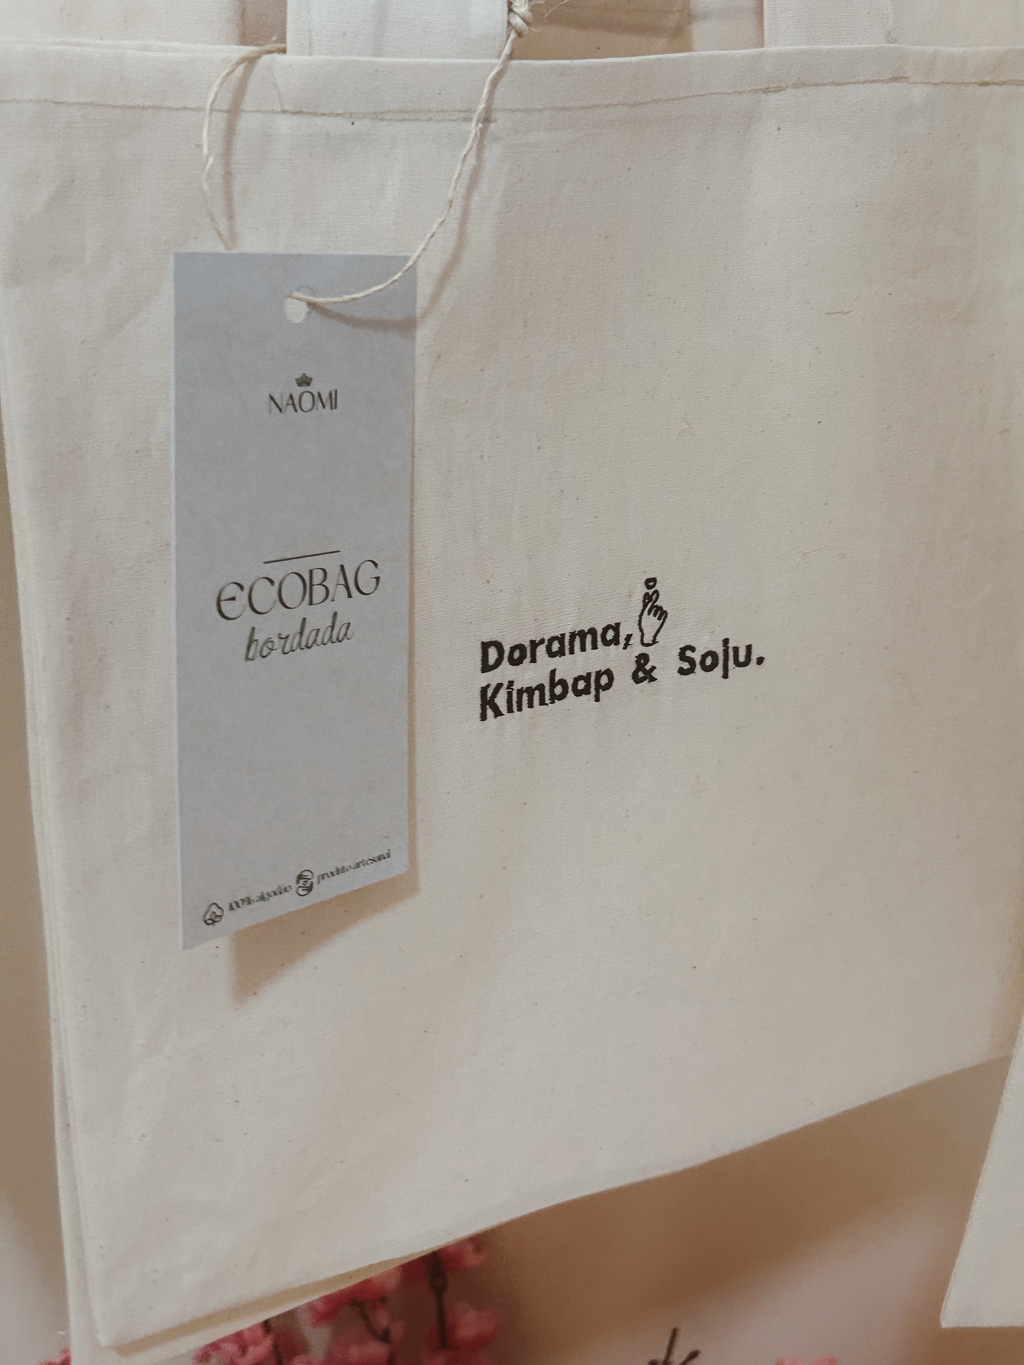 NAOMI
ECOBAG
bordada
100% algodão produto artesanal
Dorama,
Kimbap & Soju.